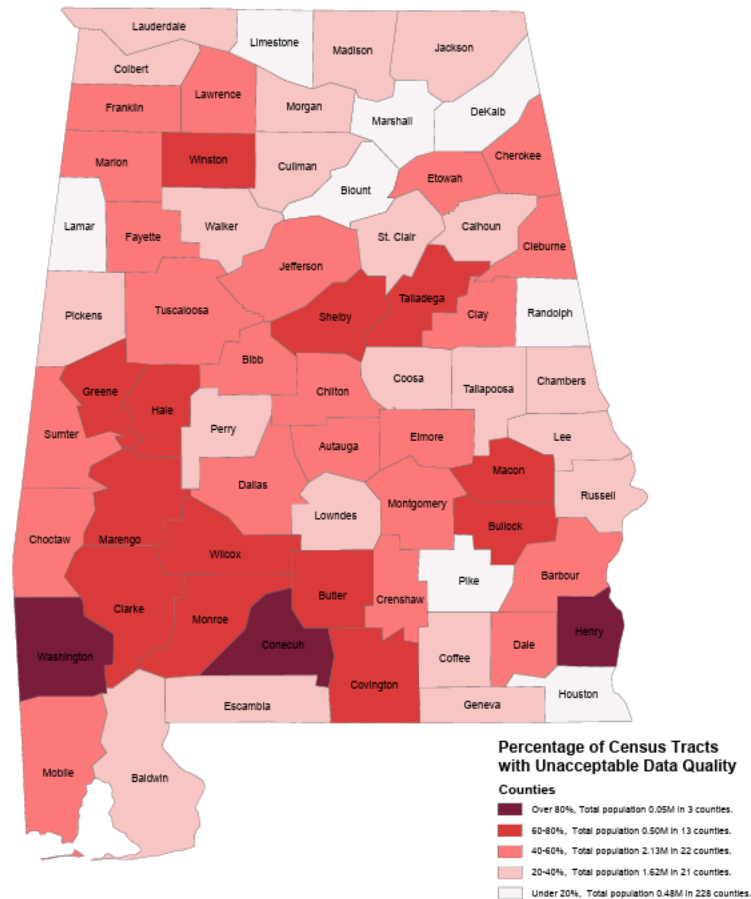 Lauderdale
Limestone
Madison
Jackson
Colbert
Lawrence
Morgan
Franklin
Marshall
DeKalb
Marion
Winston
Cullman
Cherokee
Etowah
Blount
Lamar
Fayette
Walker
St. Clair
Calhoun
Cleburne
Jefferson
Talladega
Pickens
Tuscaloosa
Shelby
Clay
Randolph
Bibb
Greene
Hale
Chilton
Coosa
Tallapoosa
Chambers
Sumter
Perry
Autauga
Elmore
Lee
Macon
Dallas
Montgomery
Russell
Lowndes
Choctaw
Marengo
Wilcox
Bullock
Clarke
Monroe
Butler
Crenshaw
Pike
Barbour
Washington
Conecuh
Henry
Covington
Coffee
Dale
Houston
Escambia
Geneva
Mobile
Baldwin
Percentage of Census Tracts
with Unacceptable Data Quality
Counties
Over 80%, Total population 0.05M in 3 counties.
60-80%, Total population 0.50M in 13 counties.
40-60%, Total population 2.13M in 22 counties.
20-40%, Total population 1.62M in 21 counties.
Under 20%, Total population 0.48M in 228 counties.